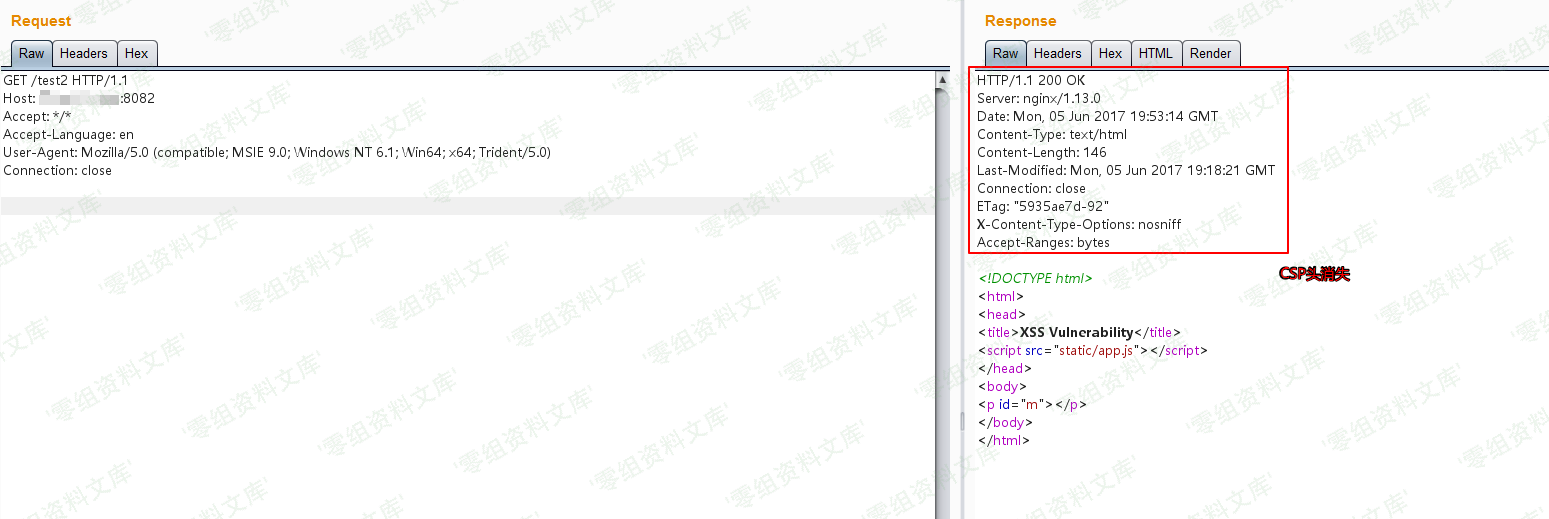 Request
Raw Headers Hex
GET /test2 HTTP/1.1
Host: :8082
Accept: */*
Accept-Language: en
User-Agent: Mozilla/5.0 (compatible; MSIE 9.0; Windows NT 6.1; Win64; x64; Trident/5.0)
Connection: close
Response
Raw Headers Hex HTML Render
HTTP/1.1 200 OK
Server: nginx/1.13.0
Date: Mon, 05 Jun 2017 19:53:14 GMT
Content-Type: text/html
Content-Length: 146
Last-Modified: Mon, 05 Jun 2017 19:18:21 GMT
Connection: close
ETag: "5935ae7d-92"
X-Content-Type-Options: nosniff
Accept-Ranges: bytes
CSP头消失
<!DOCTYPE html>
<html>
<head>
<title>XSS Vulnerability</title>
<script src="static/app.js"></script>
</head>
<body>
<p id="m"></p>
</body>
</html>
'零组资料文库'